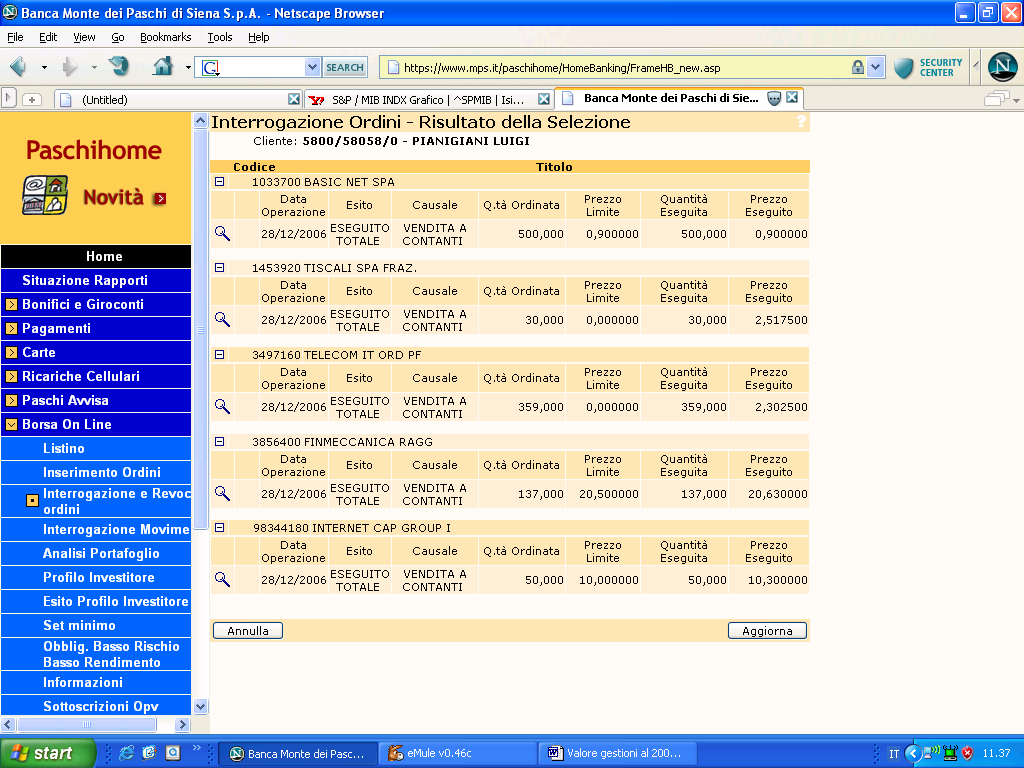 Banca Monte dei Paschi di Siena S.p.A. - Netscape Browser
File Edit View Go Bookmarks Tools Help
G SEARCH https://www.mps.it/paschihome/HomeBanking/FrameHB_new.asp SECURITY CENTER N
(Untitled) S&P / MIB INDX Grafico | ^SPMIB | Isi... Banca Monte dei Paschi di Sie...
Paschihome
Novità
Home
Situazione Rapporti
Bonifici e Giroconti
Pagamenti
Carte
Ricariche Cellulari
Paschi Avvisa
Borsa On Line
Listino
Inserimento Ordini
Interrogazione e Revoc
ordini
Interrogazione Movime
Analisi Portafoglio
Profilo Investitore
Esito Profilo Investitore
Set minimo
Obblig. Basso Rischio
Basso Rendimento
Informazioni
Sottoscrizioni Opv
Interrogazione Ordini - Risultato della Selezione ?
Cliente: 5800/58058/0 - PIANIGIANI LUIGI
Codice Titolo
1033700 BASIC NET SPA
Data Operazione Esito Causale Q.tà Ordinata Prezzo Limite Quantità Eseguita Prezzo Eseguito
28/12/2006 ESEGUITO TOTALE VENDITA A CONTANTI 500,000 0,900000 500,000 0,900000
1453920 TISCALI SPA FRAZ.
Data Operazione Esito Causale Q.tà Ordinata Prezzo Limite Quantità Eseguita Prezzo Eseguito
28/12/2006 ESEGUITO TOTALE VENDITA A CONTANTI 30,000 0,000000 30,000 2,517500
3497160 TELECOM IT ORD PF
Data Operazione Esito Causale Q.tà Ordinata Prezzo Limite Quantità Eseguita Prezzo Eseguito
28/12/2006 ESEGUITO TOTALE VENDITA A CONTANTI 359,000 0,000000 359,000 2,302500
3856400 FINMECCANICA RAGG
Data Operazione Esito Causale Q.tà Ordinata Prezzo Limite Quantità Eseguita Prezzo Eseguito
28/12/2006 ESEGUITO TOTALE VENDITA A CONTANTI 137,000 20,500000 137,000 20,630000
98344180 INTERNET CAP GROUP I
Data Operazione Esito Causale Q.tà Ordinata Prezzo Limite Quantità Eseguita Prezzo Eseguito
28/12/2006 ESEGUITO TOTALE VENDITA A CONTANTI 50,000 10,000000 50,000 10,300000
Annulla Aggiorna
start Banca Monte dei Pasc... eMule v0.46c Valore gestioni al 200... IT 11.37